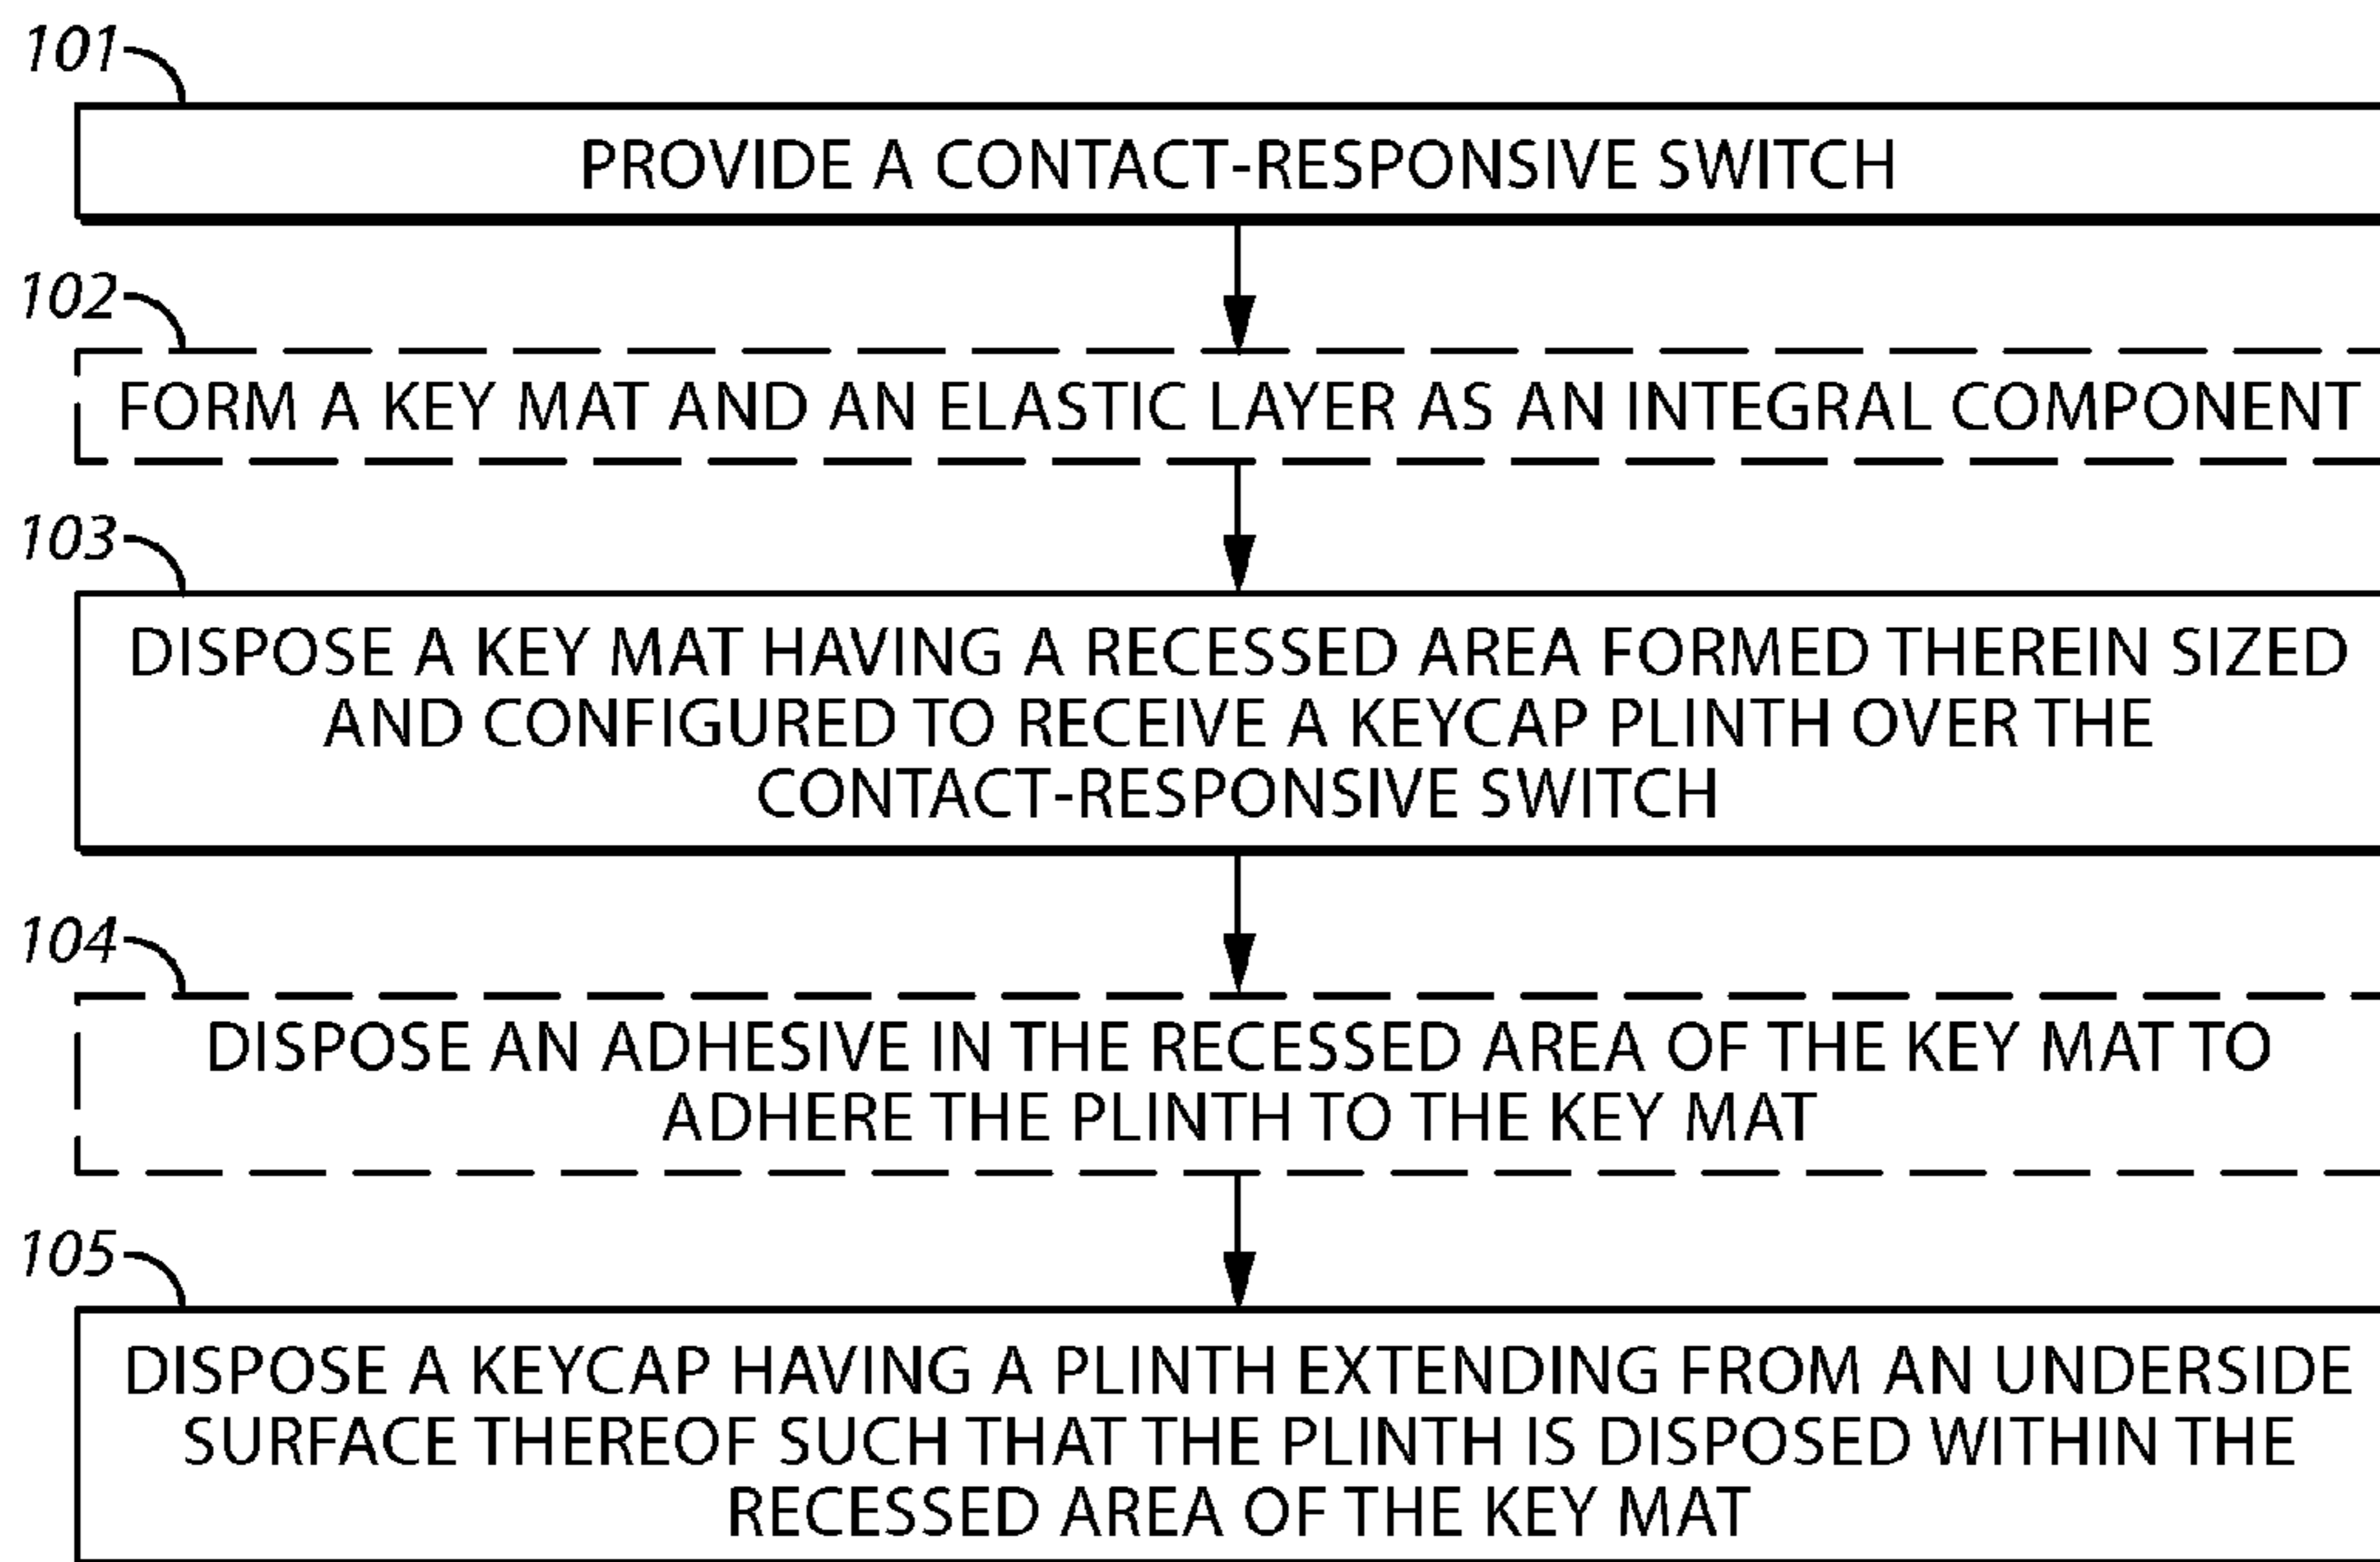 101
PROVIDE A CONTACT-RESPONSIVE SWITCH
102
FORM A KEY MAT AND AN ELASTIC LAYER AS AN INTEGRAL COMPONENT
103
DISPOSE A KEY MAT HAVING A RECESSED AREA FORMED THEREIN SIZED
AND CONFIGURED TO RECEIVE A KEYCAP PLINTH OVER THE
CONTACT-RESPONSIVE SWITCH
104
DISPOSE AN ADHESIVE IN THE RECESSED AREA OF THE KEY MAT TO
ADHERE THE PLINTH TO THE KEY MAT
105
DISPOSE A KEYCAP HAVING A PLINTH EXTENDING FROM AN UNDERSIDE
SURFACE THEREOF SUCH THAT THE PLINTH IS DISPOSED WITHIN THE
RECESSED AREA OF THE KEY MAT